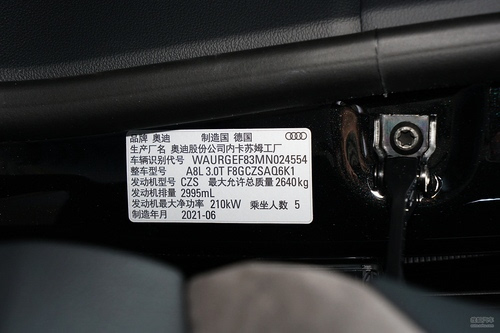 品牌 奥迪 制造国 德国
生产厂名 奥迪股份公司内卡苏姆工厂
车辆识别代号 WAURGEF83MN024554
整车型号 A8L 3.0T F8GCZSAQ6K1
发动机型号 CZS 最大允许总质量 2640kg
发动机排量 2995mL
发动机最大净功率 210kW 乘坐人数 5
制造年月 2021-06